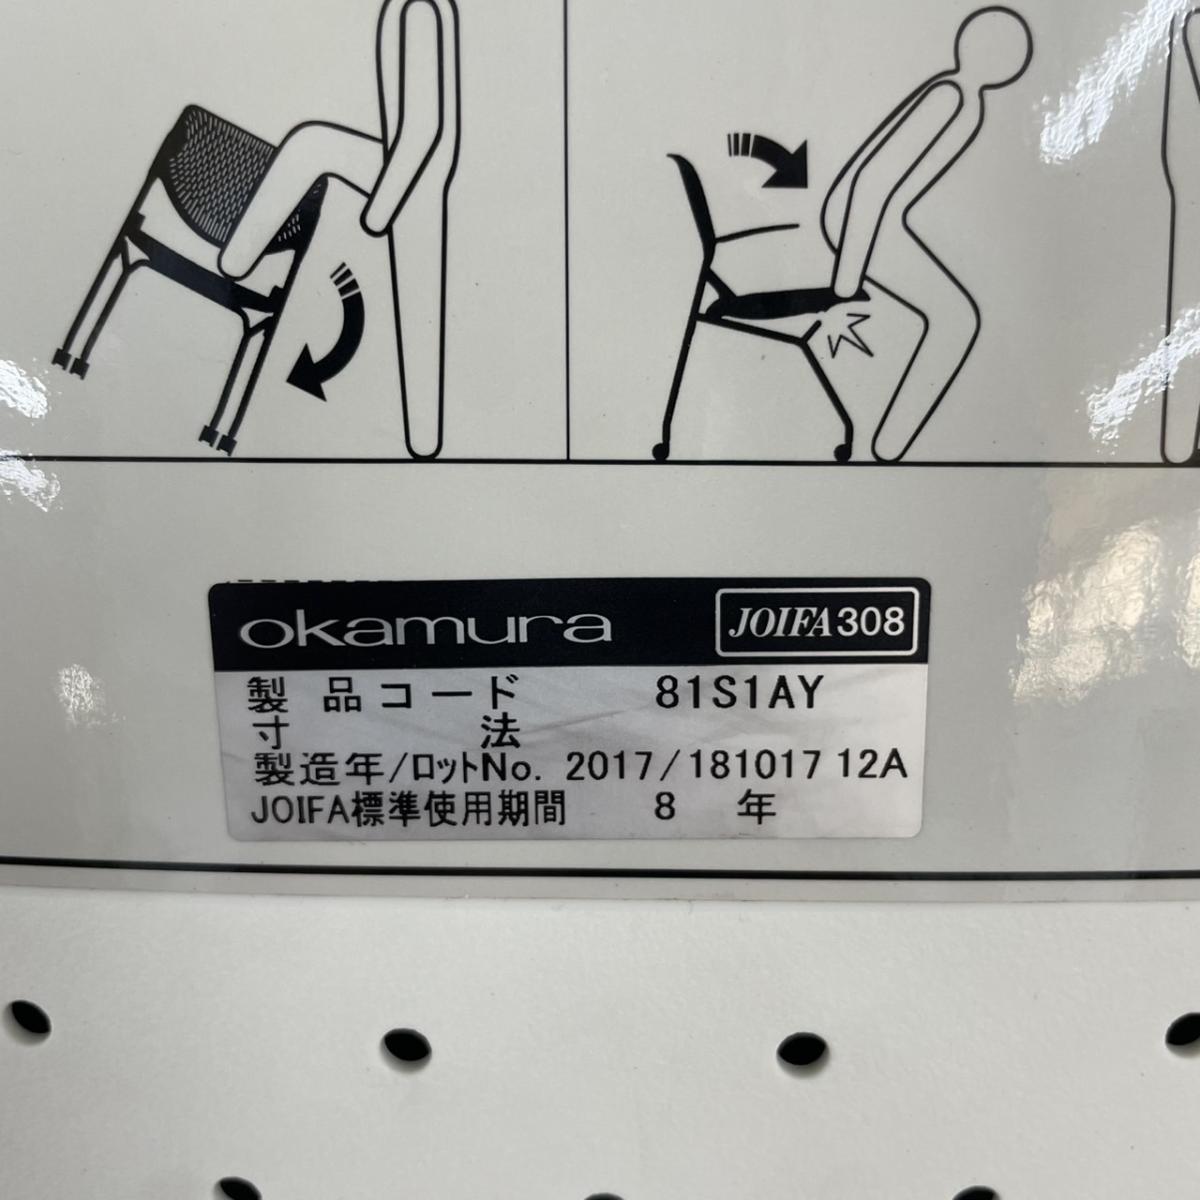 okamura JOIFA308
製品コード 81S1AY
寸法
製造年/ロットNo. 2017/181017 12A
JOIFA標準使用期間 8 年